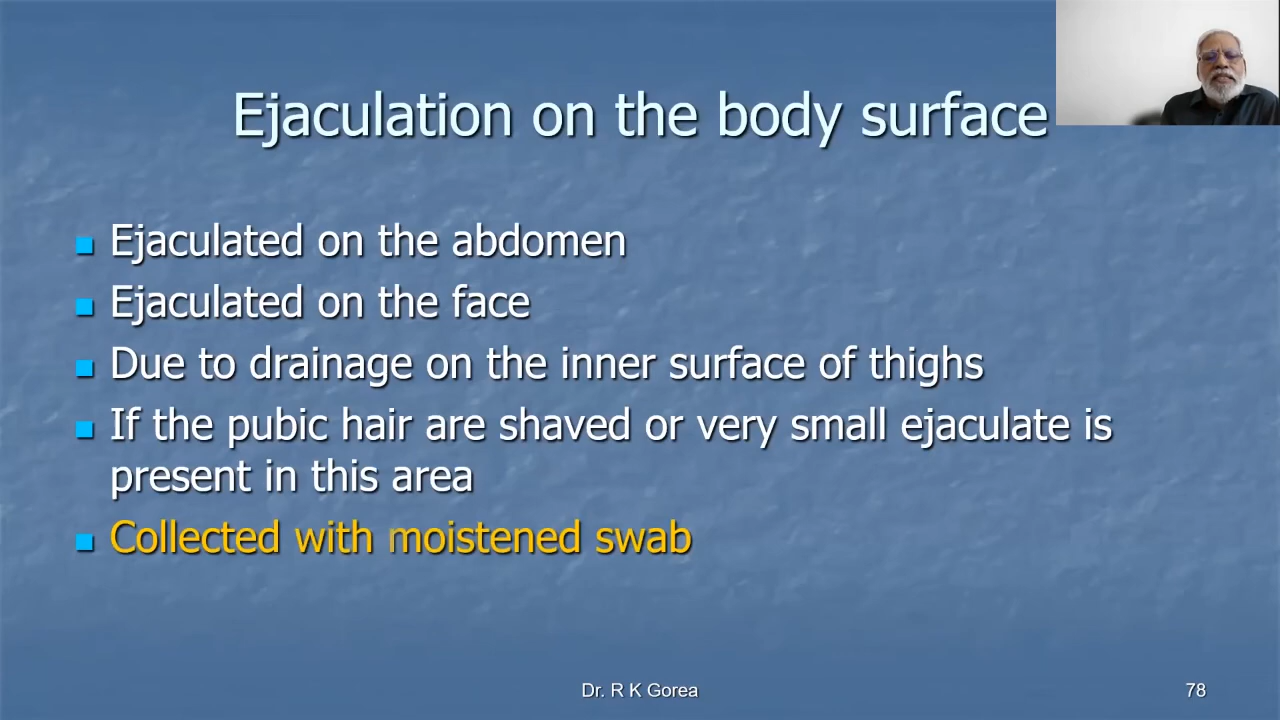 Ejaculation on the body surface
Ejaculated on the abdomen
Ejaculated on the face
Due to drainage on the inner surface of thighs
If the pubic hair are shaved or very small ejaculate is
present in this area
Collected with moistened swab
Dr. R K Gorea
78